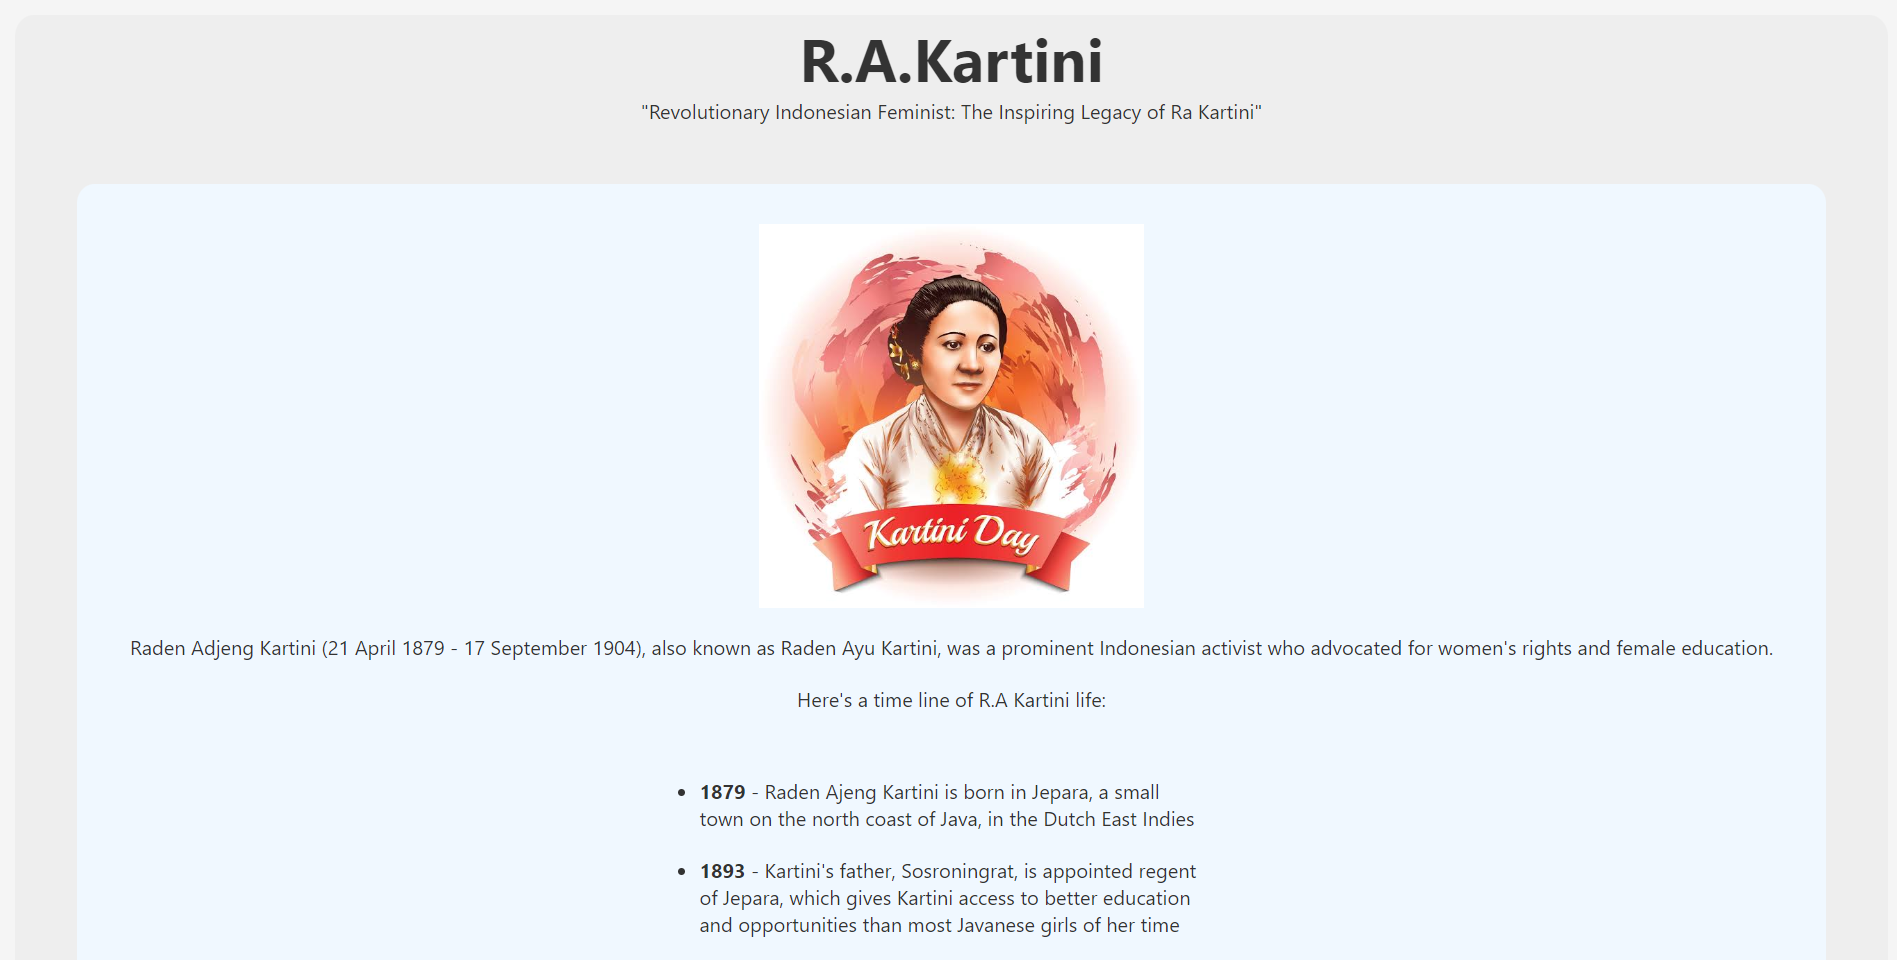 R.A.Kartini
"Revolutionary Indonesian Feminist: The Inspiring Legacy of Ra Kartini"
Kartini Day
Raden Adjeng Kartini (21 April 1879 - 17 September 1904), also known as Raden Ayu Kartini, was a prominent Indonesian activist who advocated for women's rights and female education.
Here's a time line of R.A Kartini life:
• 1879 - Raden Ajeng Kartini is born in Jepara, a small
town on the north coast of Java, in the Dutch East Indies
• 1893 - Kartini's father, Sosroningrat, is appointed regent
of Jepara, which gives Kartini access to better education
and opportunities than most Javanese girls of her time